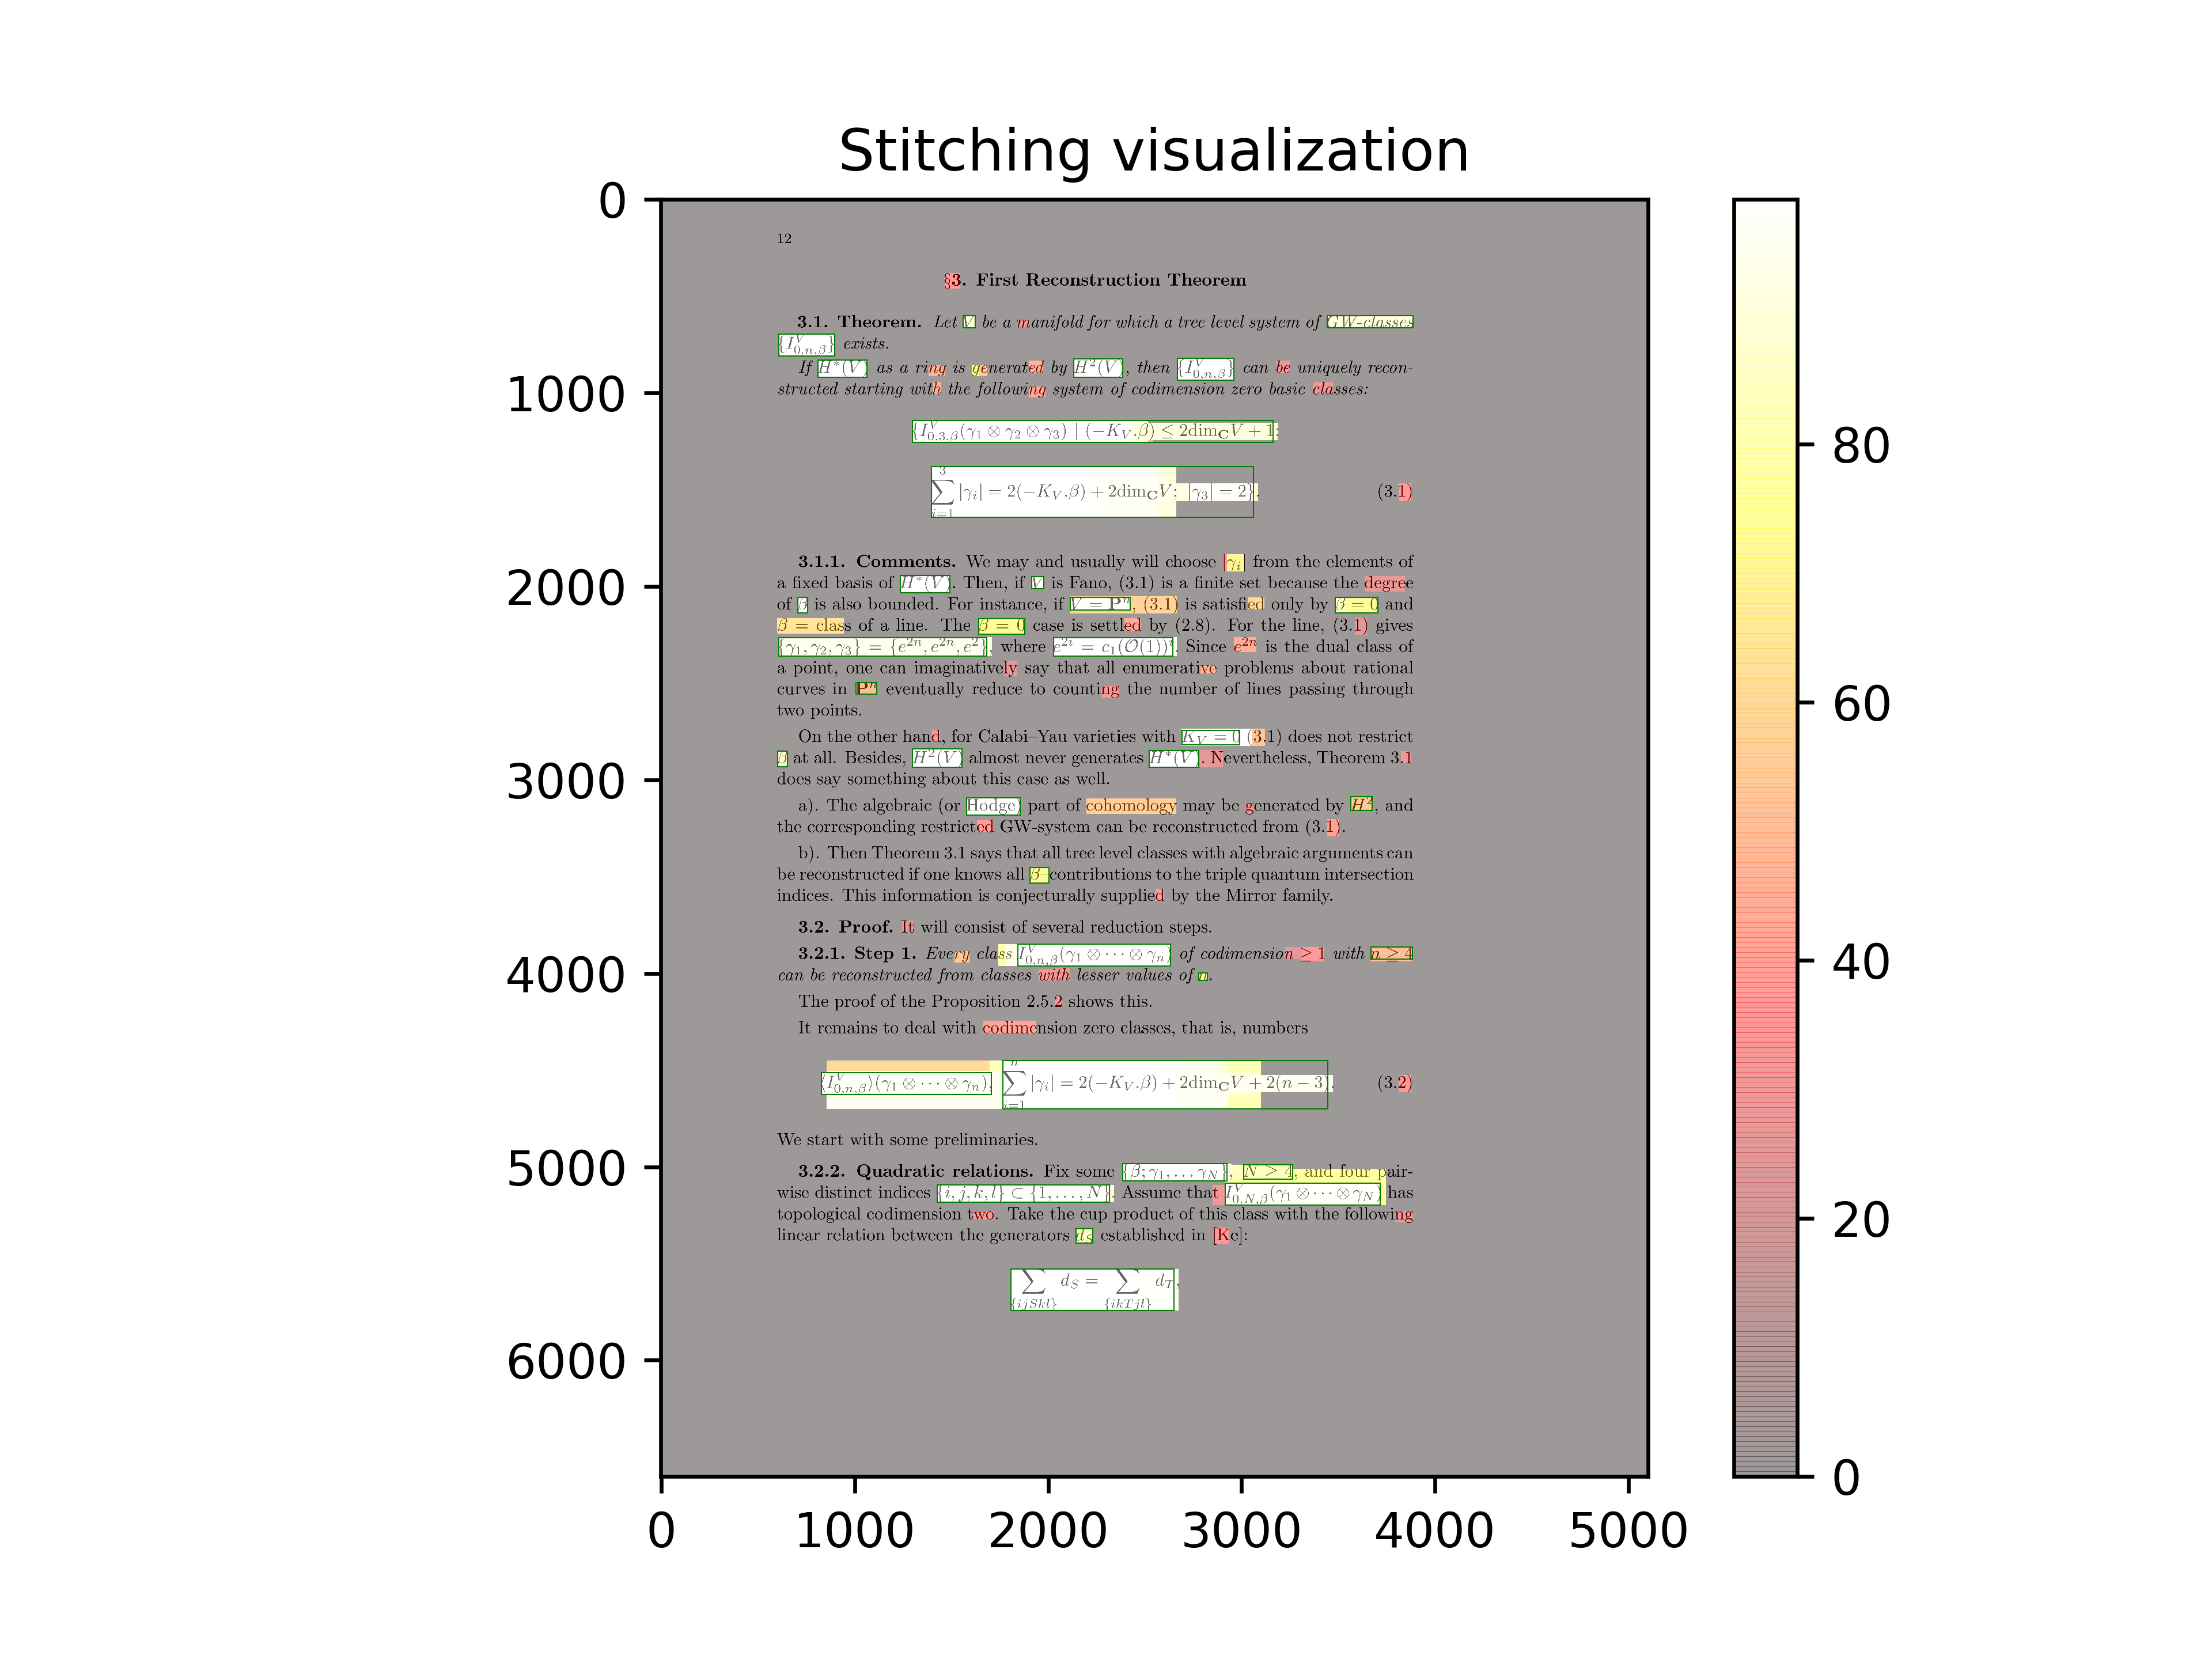 Stitching visualization
0
1000
2000
3000
4000
5000
6000
0
1000
2000
3000
4000
5000
80
60
40
20
0
12
§3. First Reconstruction Theorem
3.1. Theorem. Let V be a manifold for which a tree level system of GW-classes
{I^V_{0,n,β}} exists.
If H*(V) as a ring is generated by H²(V), then {I^V_{0,n,β}} can be uniquely recon-
structed starting with the following system of codimension zero basic classes:
{I^V_{0,3,β}(γ₁ ⊗ γ₂ ⊗ γ₃) | (−K_V.β) ≤ 2dim_C V + 1;
∑_{i=1}^{3} |γ_i| = 2(−K_V.β) + 2dim_C V; |γ₃| = 2}. (3.1)
3.1.1. Comments. We may and usually will choose |γ_i| from the elements of
a fixed basis of H*(V). Then, if V is Fano, (3.1) is a finite set because the degree
of β is also bounded. For instance, if V = Pⁿ, (3.1) is satisfied only by β = 0 and
β = class of a line. The β = 0 case is settled by (2.8). For the line, (3.1) gives
{γ₁, γ₂, γ₃} = {e^{2n}, e^{2n}, e²}, where e^{2i} = c₁(O(1))^i. Since e^{2n} is the dual class of
a point, one can imaginatively say that all enumerative problems about rational
curves in Pⁿ eventually reduce to counting the number of lines passing through
two points.
On the other hand, for Calabi–Yau varieties with K_V = 0 (3.1) does not restrict
β at all. Besides, H²(V) almost never generates H*(V). Nevertheless, Theorem 3.1
does say something about this case as well.
a). The algebraic (or Hodge) part of cohomology may be generated by H², and
the corresponding restricted GW-system can be reconstructed from (3.1).
b). Then Theorem 3.1 says that all tree level classes with algebraic arguments can
be reconstructed if one knows all β–contributions to the triple quantum intersection
indices. This information is conjecturally supplied by the Mirror family.
3.2. Proof. It will consist of several reduction steps.
3.2.1. Step 1. Every class I^V_{0,n,β}(γ₁ ⊗ ··· ⊗ γ_n) of codimension ≥ 1 with n ≥ 4
can be reconstructed from classes with lesser values of n.
The proof of the Proposition 2.5.2 shows this.
It remains to deal with codimension zero classes, that is, numbers
⟨I^V_{0,n,β}⟩(γ₁ ⊗ ··· ⊗ γ_n), ∑_{i=1}^{n} |γ_i| = 2(−K_V.β) + 2dim_C V + 2(n − 3). (3.2)
We start with some preliminaries.
3.2.2. Quadratic relations. Fix some {β; γ₁, ... γ_N}, N ≥ 4, and four pair-
wise distinct indices {i, j, k, l} ⊂ {1, ..., N}. Assume that I^V_{0,N,β}(γ₁ ⊗ ··· ⊗ γ_N) has
topological codimension two. Take the cup product of this class with the following
linear relation between the generators d_S established in [Ke]:
∑_{ijSkl} d_S = ∑_{ikTjl} d_T,